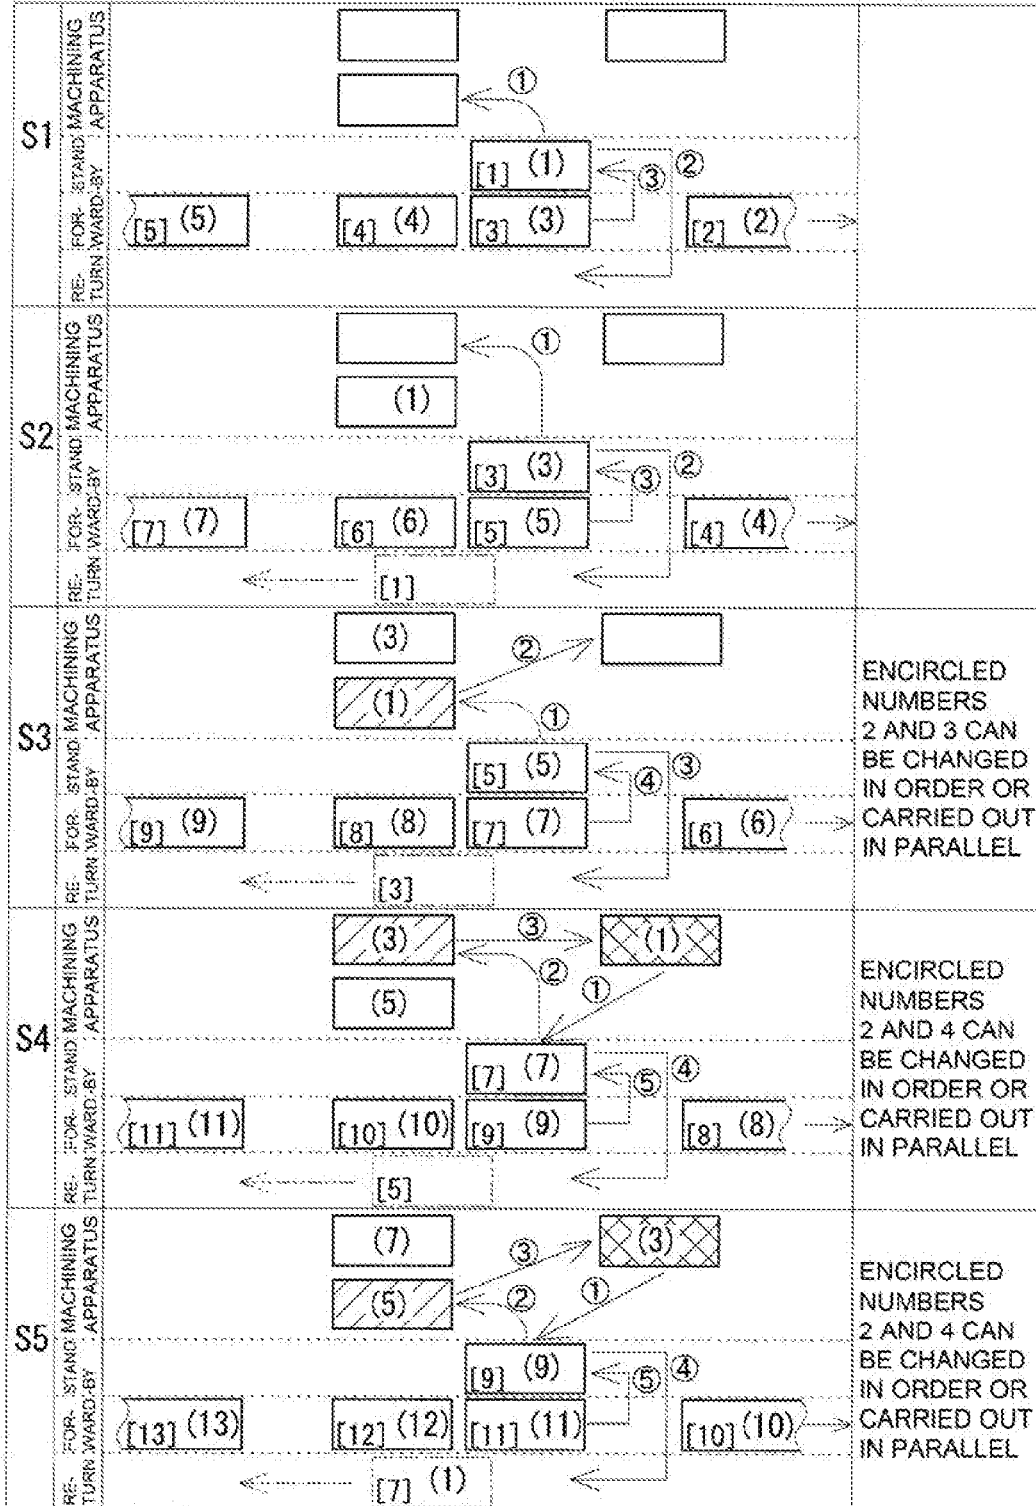 S1
MACHINING
APPARATUS
①
STAND
-BY
[1] (1)
②
③
FOR-
WARD
[5] (5)
[4] (4)
[3] (3)
[2] (2)
RE-
TURN
S2
MACHINING
APPARATUS
①
(1)
STAND
-BY
[3] (3)
②
③
FOR-
WARD
[7] (7)
[6] (6)
[5] (5)
[4] (4)
RE-
TURN
[1]
S3
MACHINING
APPARATUS
(3)
②
(1)
①
STAND
-BY
[5] (5)
③
④
FOR-
WARD
[9] (9)
[8] (8)
[7] (7)
[6] (6)
RE-
TURN
[3]
ENCIRCLED
NUMBERS
2 AND 3 CAN
BE CHANGED
IN ORDER OR
CARRIED OUT
IN PARALLEL
S4
MACHINING
APPARATUS
(3)
③
(1)
②
①
(5)
STAND
-BY
[7] (7)
④
⑤
FOR-
WARD
[11] (11)
[10] (10)
[9] (9)
[8] (8)
RE-
TURN
[5]
ENCIRCLED
NUMBERS
2 AND 4 CAN
BE CHANGED
IN ORDER OR
CARRIED OUT
IN PARALLEL
S5
MACHINING
APPARATUS
(7)
③
(3)
(5)
②
①
STAND
-BY
[9] (9)
④
⑤
FOR-
WARD
[13] (13)
[12] (12)
[11] (11)
[10] (10)
RE-
TURN
[7] (1)
ENCIRCLED
NUMBERS
2 AND 4 CAN
BE CHANGED
IN ORDER OR
CARRIED OUT
IN PARALLEL